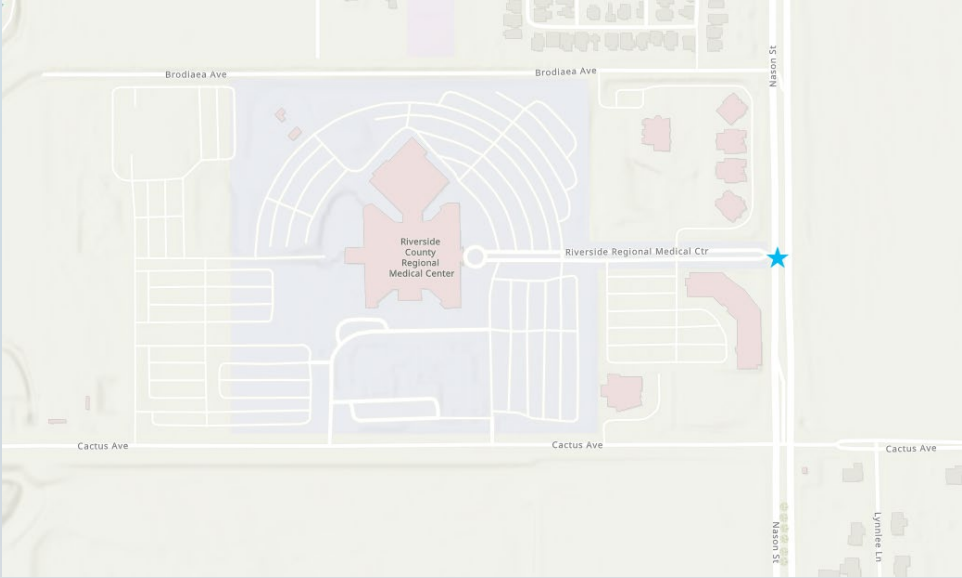 Nason St
Brodiaea Ave
Brodiaea Ave
Riverside
County
Regional
Medical Center
Riverside Regional Medical Ctr
Cactus Ave
Cactus Ave
Cactus Ave
Nason St
Lynnlee Ln